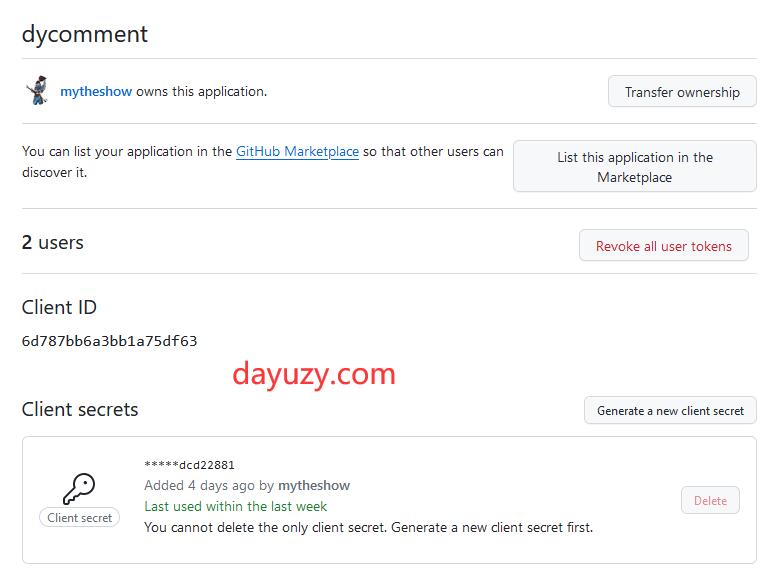 dycomment
mytheshow owns this application.
Transfer ownership
You can list your application in the GitHub Marketplace so that other users can
discover it.
List this application in the
Marketplace
2 users
Revoke all user tokens
Client ID
6d787bb6a3bb1a75df63
dayuzy.com
Client secrets
Generate a new client secret
*****dcd22881
Added 4 days ago by mytheshow
Last used within the last week
You cannot delete the only client secret. Generate a new client secret first.
Client secret
Delete